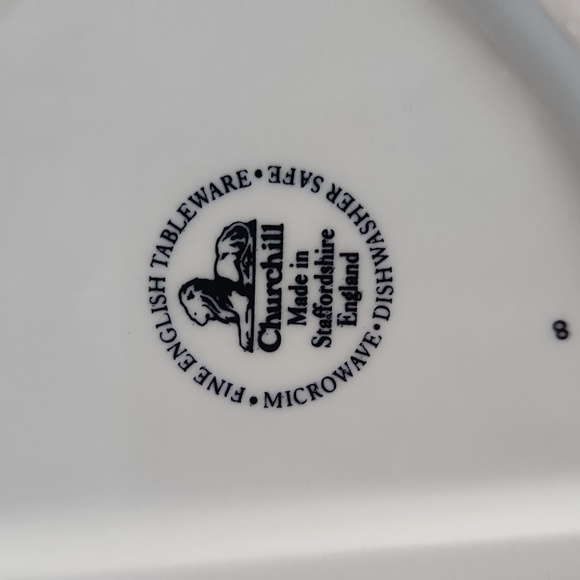 FINE ENGLISH TABLEWARE • DISHWASHER SAFE • MICROWAVE •
Churchill
Made in
Staffordshire
England
8